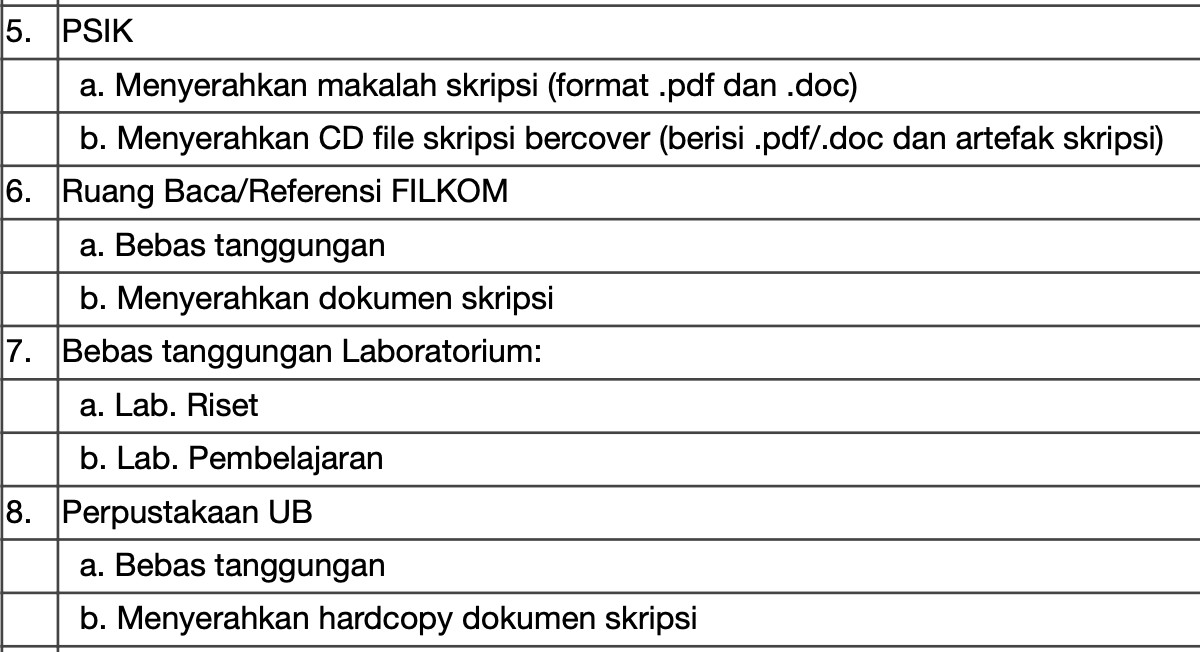 5. PSIK
a. Menyerahkan makalah skripsi (format .pdf dan .doc)
b. Menyerahkan CD file skripsi bercover (berisi .pdf/.doc dan artefak skripsi)
6. Ruang Baca/Referensi FILKOM
a. Bebas tanggungan
b. Menyerahkan dokumen skripsi
7. Bebas tanggungan Laboratorium:
a. Lab. Riset
b. Lab. Pembelajaran
8. Perpustakaan UB
a. Bebas tanggungan
b. Menyerahkan hardcopy dokumen skripsi